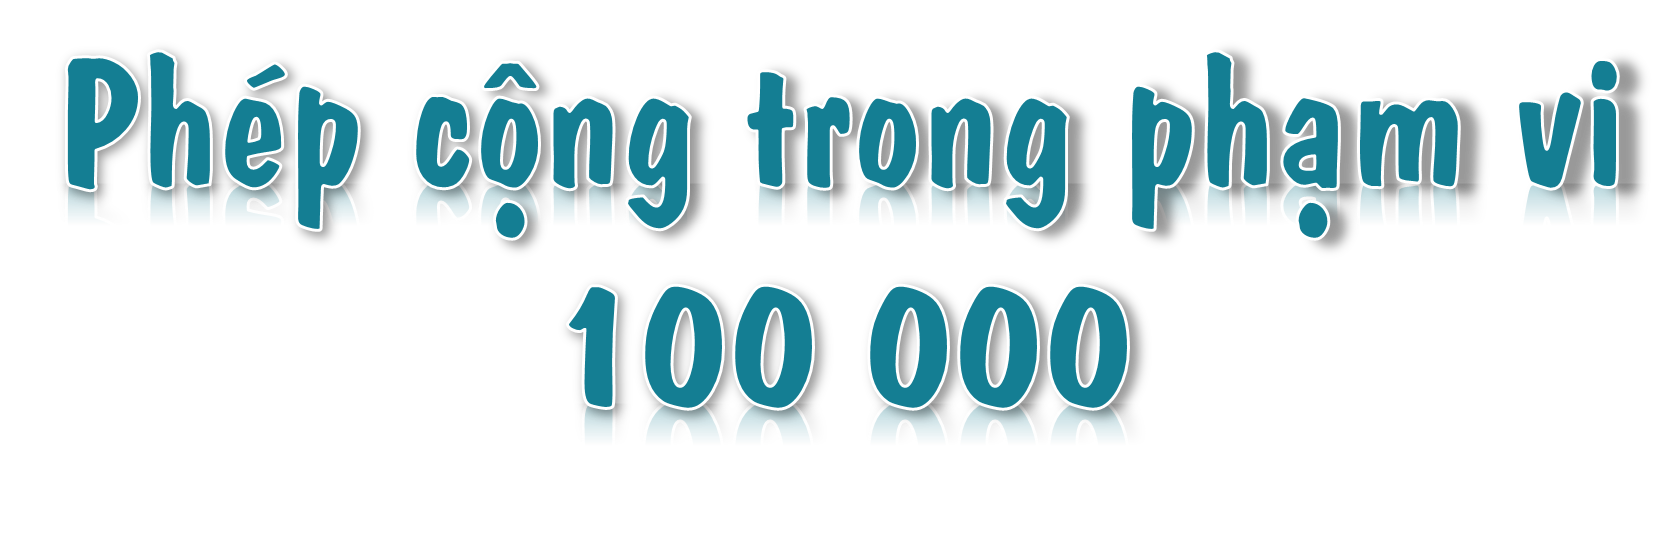 Phép cộng trong phạm vi
100 000